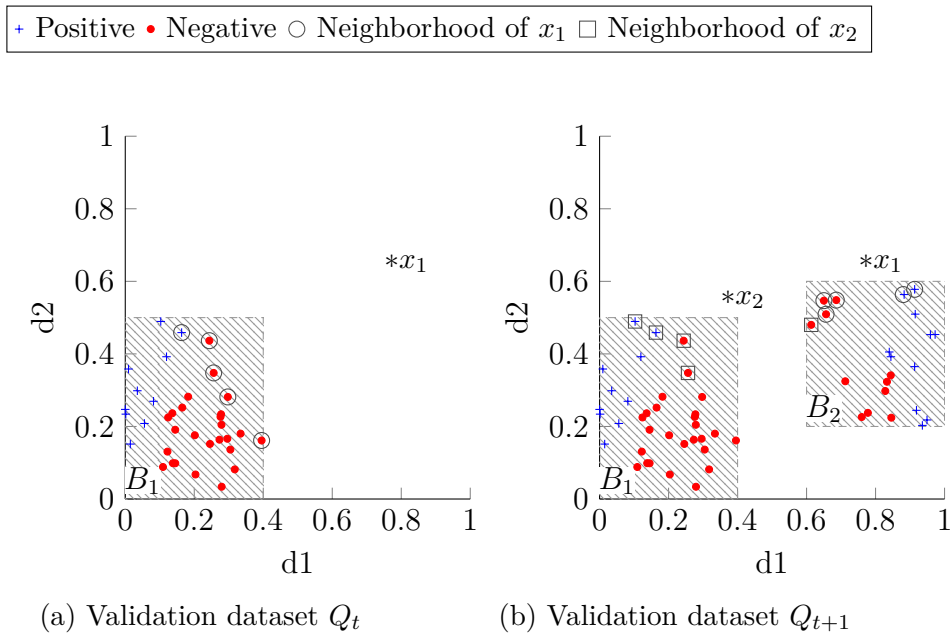 + Positive • Negative ○ Neighborhood of x₁ □ Neighborhood of x₂
1
0.8
0.6
0.4
0.2
0
0 0.2 0.4 0.6 0.8 1
d2
d1
*x₁
B₁
(a) Validation dataset Qₜ
1
0.8
0.6
0.4
0.2
0
0 0.2 0.4 0.6 0.8 1
d2
d1
*x₁
*x₂
B₂
B₁
(b) Validation dataset Qₜ₊₁